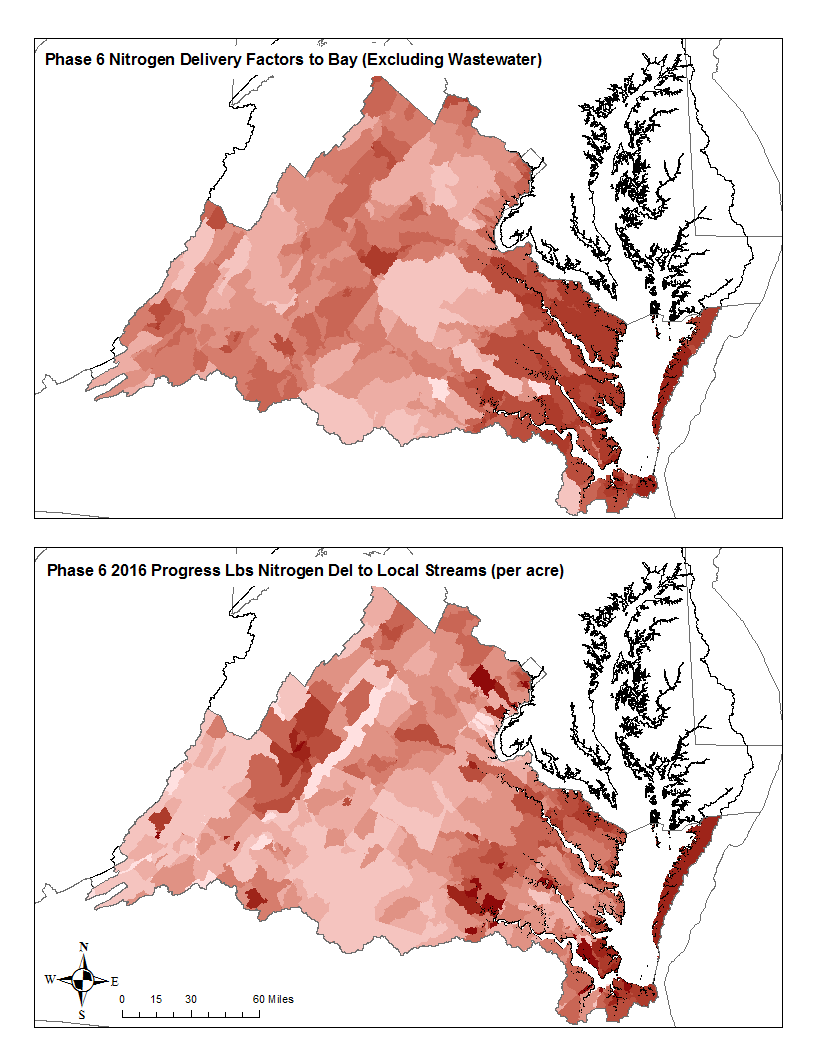 Phase 6 Nitrogen Delivery Factors to Bay (Excluding Wastewater)
Phase 6 2016 Progress Lbs Nitrogen Del to Local Streams (per acre)
N
W E
S
0 15 30 60 Miles